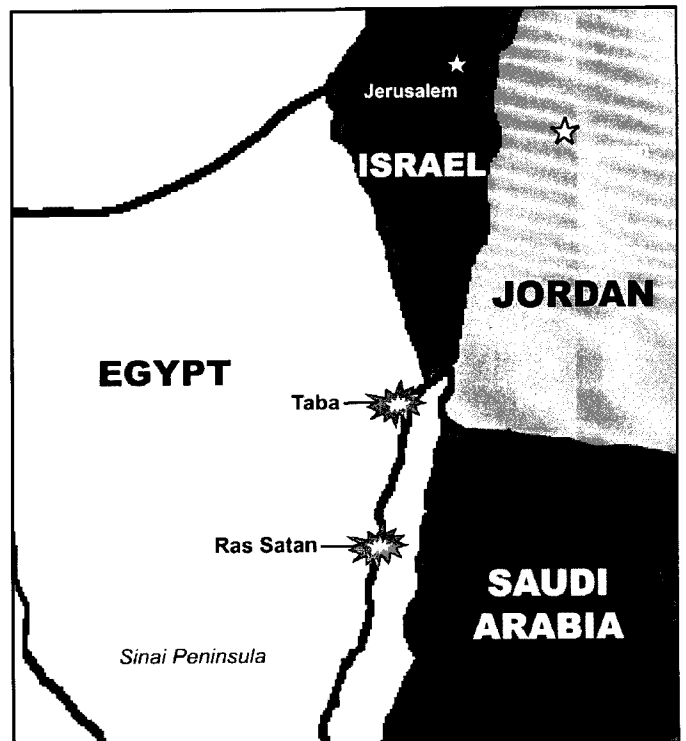 Jerusalem
ISRAEL
JORDAN
EGYPT
Taba
Ras Satan
SAUDI
ARABIA
Sinai Peninsula